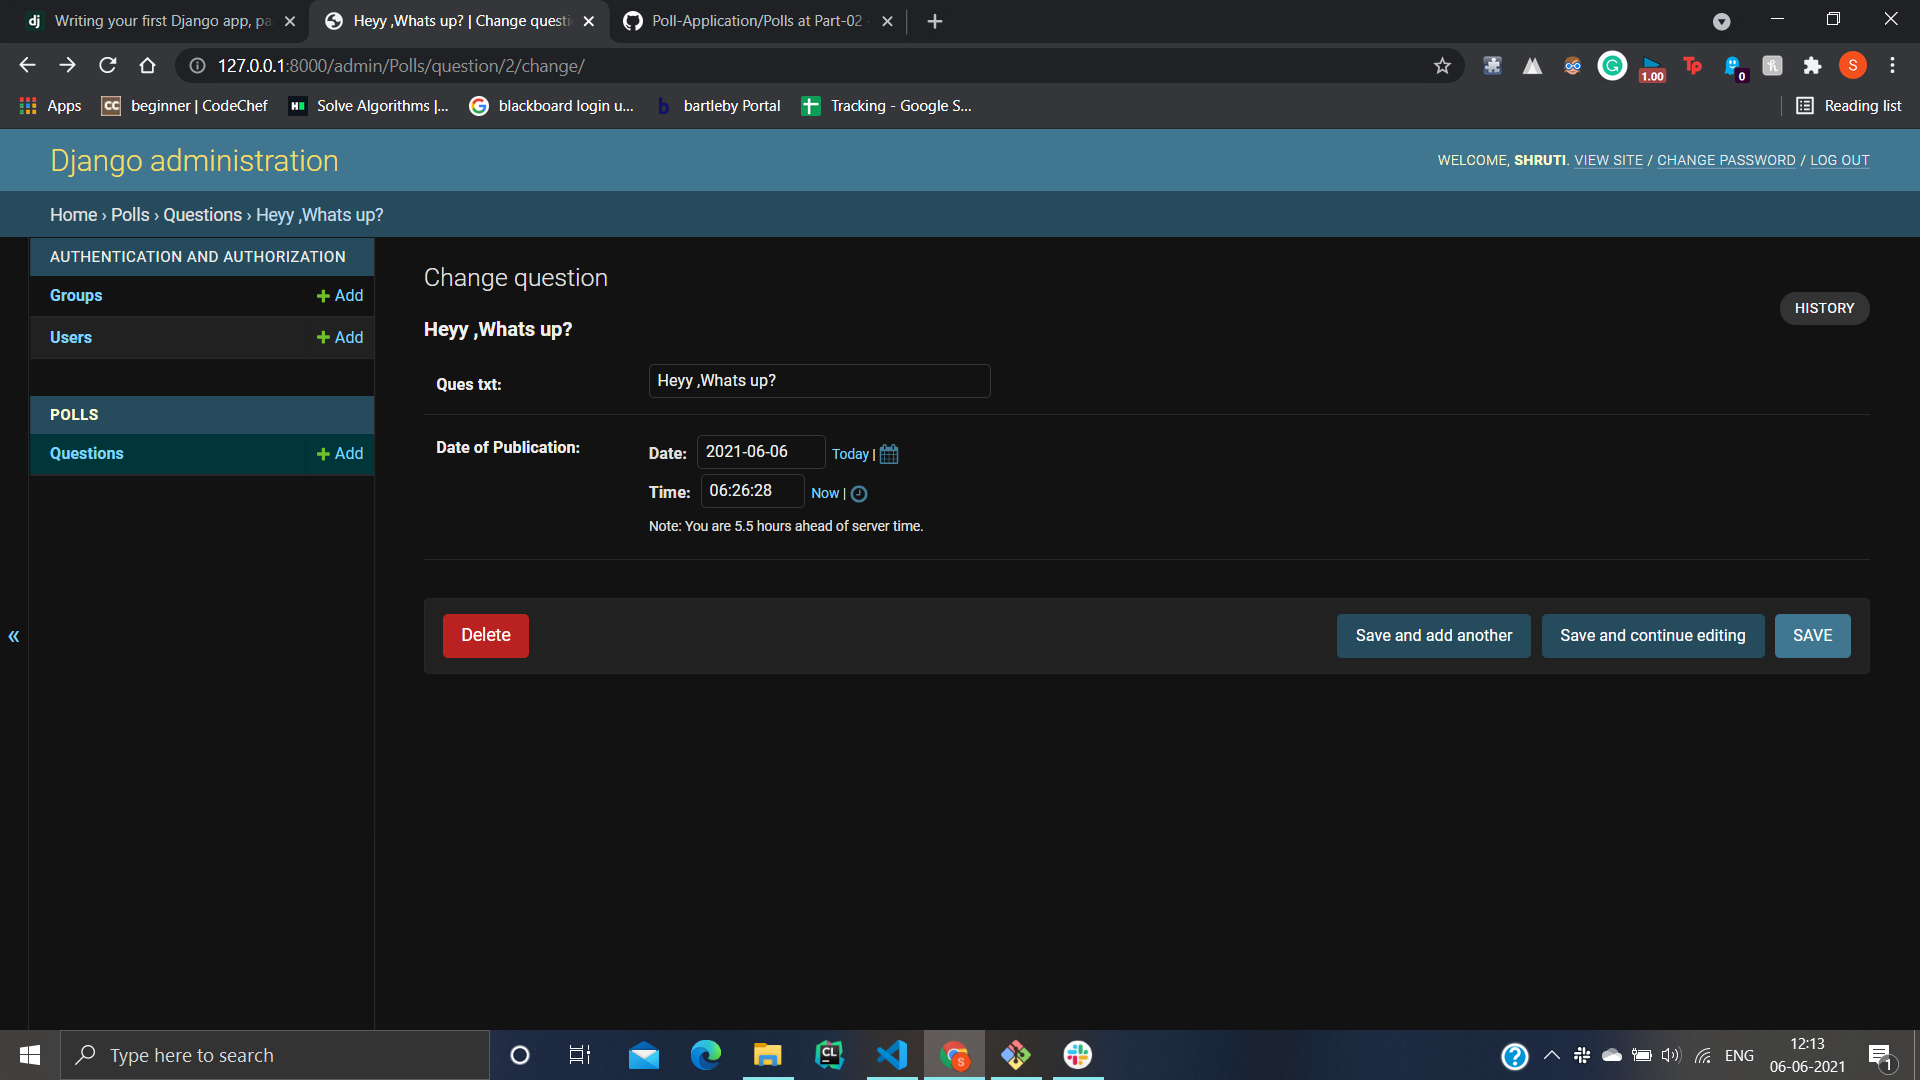 dj Writing your first Django app, pa
Heyy ,Whats up? | Change questi
Poll-Application/Polls at Part-02
127.0.0.1:8000/admin/Polls/question/2/change/
G
1.00
Tp
0
h
S
Apps
CC beginner | CodeChef
H Solve Algorithms |...
G blackboard login u...
b bartleby Portal
Tracking - Google S...
Reading list
Django administration
WELCOME, SHRUTI. VIEW SITE / CHANGE PASSWORD / LOG OUT
Home › Polls › Questions › Heyy ,Whats up?
AUTHENTICATION AND AUTHORIZATION
Groups + Add
Users + Add
POLLS
Questions + Add
«
Change question
HISTORY
Heyy ,Whats up?
Ques txt: Heyy ,Whats up?
Date of Publication:
Date: 2021-06-06 Today |
Time: 06:26:28 Now |
Note: You are 5.5 hours ahead of server time.
Delete
Save and add another
Save and continue editing
SAVE
Type here to search
CL
S
?
ENG
12:13
06-06-2021
1